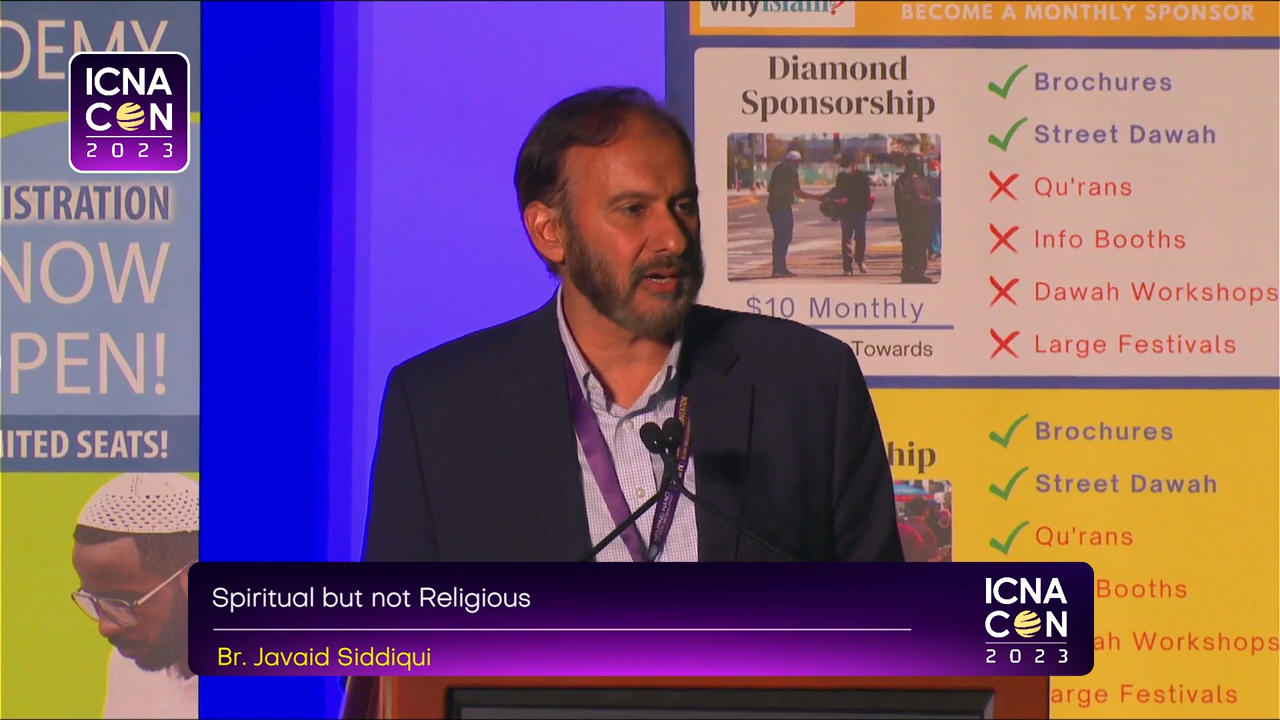 DEMY
ICNA
CON
2023
ISTRATION
NOW
PEN!
ITED SEATS!
WhyIslam?
BECOME A MONTHLY SPONSOR
Diamond
Sponsorship
$10 Monthly
Towards
Brochures
Street Dawah
Qu'rans
Info Booths
Dawah Workshops
Large Festivals
hip
Brochures
Street Dawah
Qu'rans
Booths
ah Workshops
arge Festivals
Spiritual but not Religious
Br. Javaid Siddiqui
ICNA
CON
2023